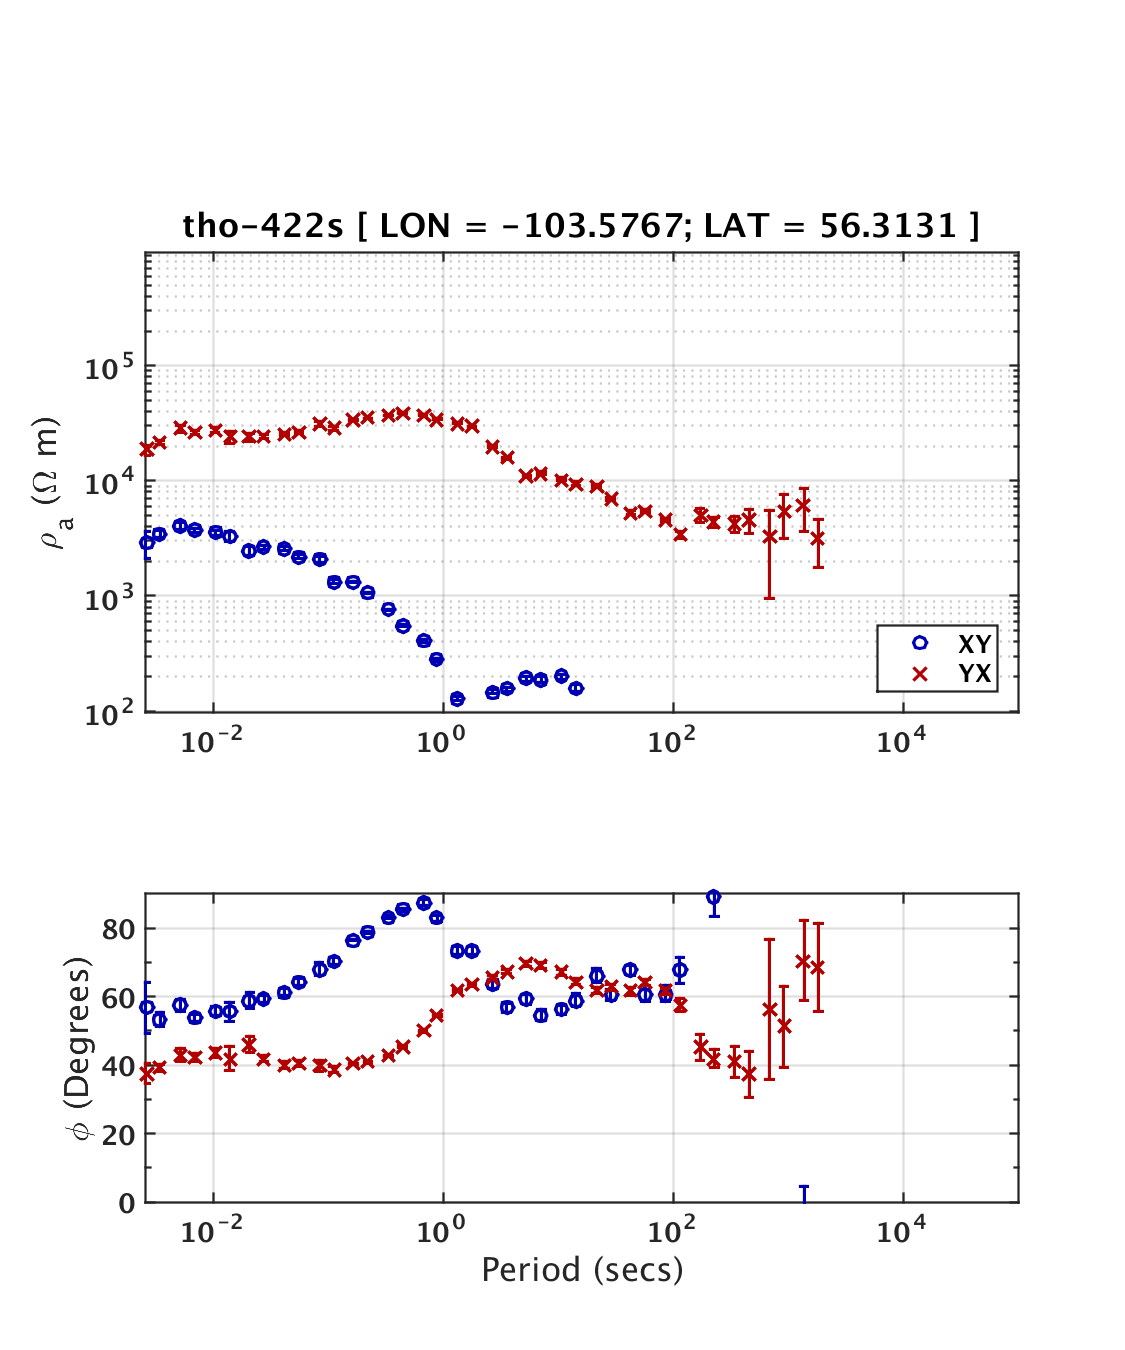 tho-422s [ LON = -103.5767; LAT = 56.3131 ]
ρa (Ω m)
10^5
10^4
10^3
10^2
XY
YX
10^-2 10^0 10^2 10^4
φ (Degrees)
80
60
40
20
0
10^-2 10^0 10^2 10^4
Period (secs)